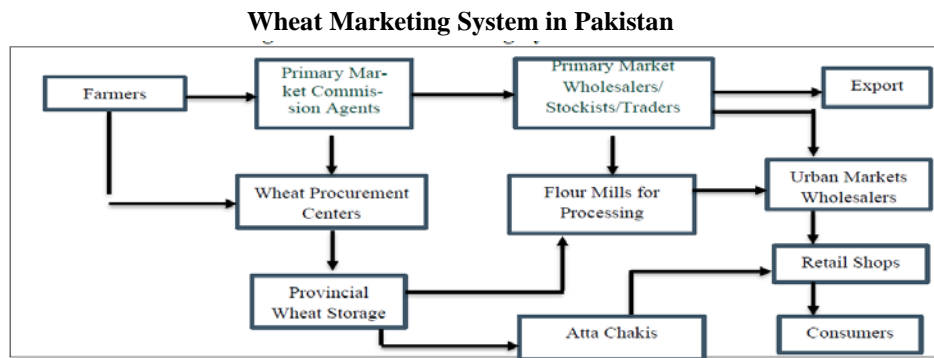 Wheat Marketing System in Pakistan
Farmers
Primary Mar-
ket Commis-
sion Agents
Primary Market
Wholesalers/
Stockists/Traders
Export
Wheat Procurement
Centers
Flour Mills for
Processing
Urban Markets
Wholesalers
Provincial
Wheat Storage
Retail Shops
Atta Chakis
Consumers